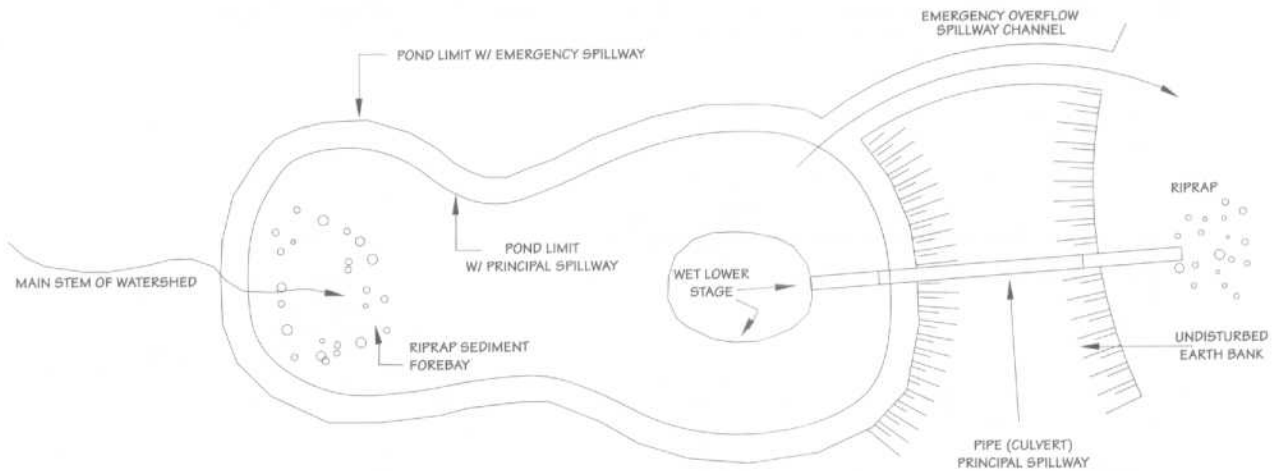 EMERGENCY OVERFLOW
SPILLWAY CHANNEL
POND LIMIT W/ EMERGENCY SPILLWAY
RIPRAP
POND LIMIT
W/ PRINCIPAL SPILLWAY
MAIN STEM OF WATERSHED
WET LOWER
STAGE
RIPRAP SEDIMENT
FOREBAY
UNDISTURBED
EARTH BANK
PIPE (CULVERT)
PRINCIPAL SPILLWAY